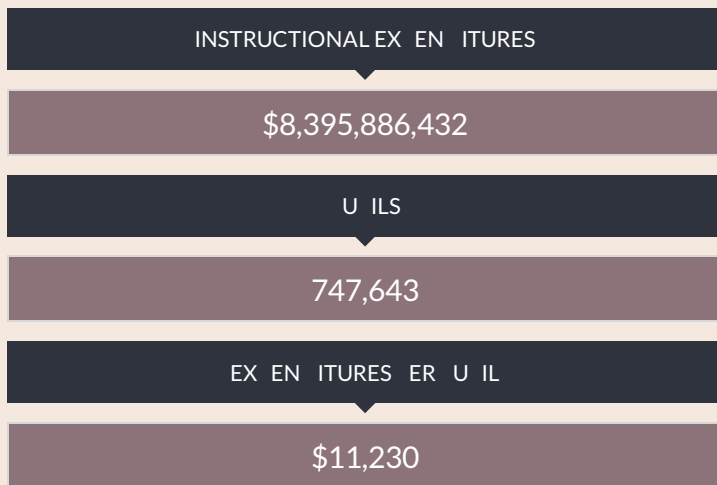 INSTRUCTIONAL EX EN ITURES
$8,395,886,432
U ILS
747,643
EX EN ITURES ER U IL
$11,230